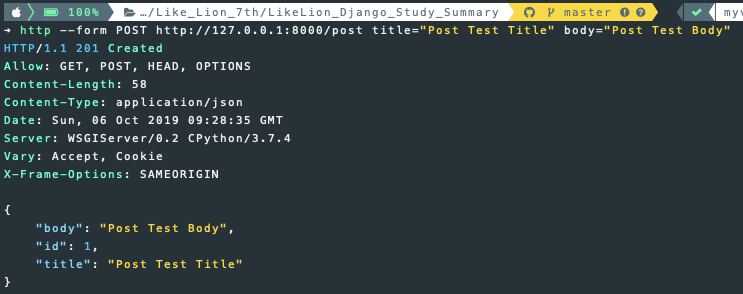 100% …/Like_Lion_7th/LikeLion_Django_Study_Summary master
➜ http --form POST http://127.0.0.1:8000/post title="Post Test Title" body="Post Test Body"
HTTP/1.1 201 Created
Allow: GET, POST, HEAD, OPTIONS
Content-Length: 58
Content-Type: application/json
Date: Sun, 06 Oct 2019 09:28:35 GMT
Server: WSGIServer/0.2 CPython/3.7.4
Vary: Accept, Cookie
X-Frame-Options: SAMEORIGIN
{
"body": "Post Test Body",
"id": 1,
"title": "Post Test Title"
}